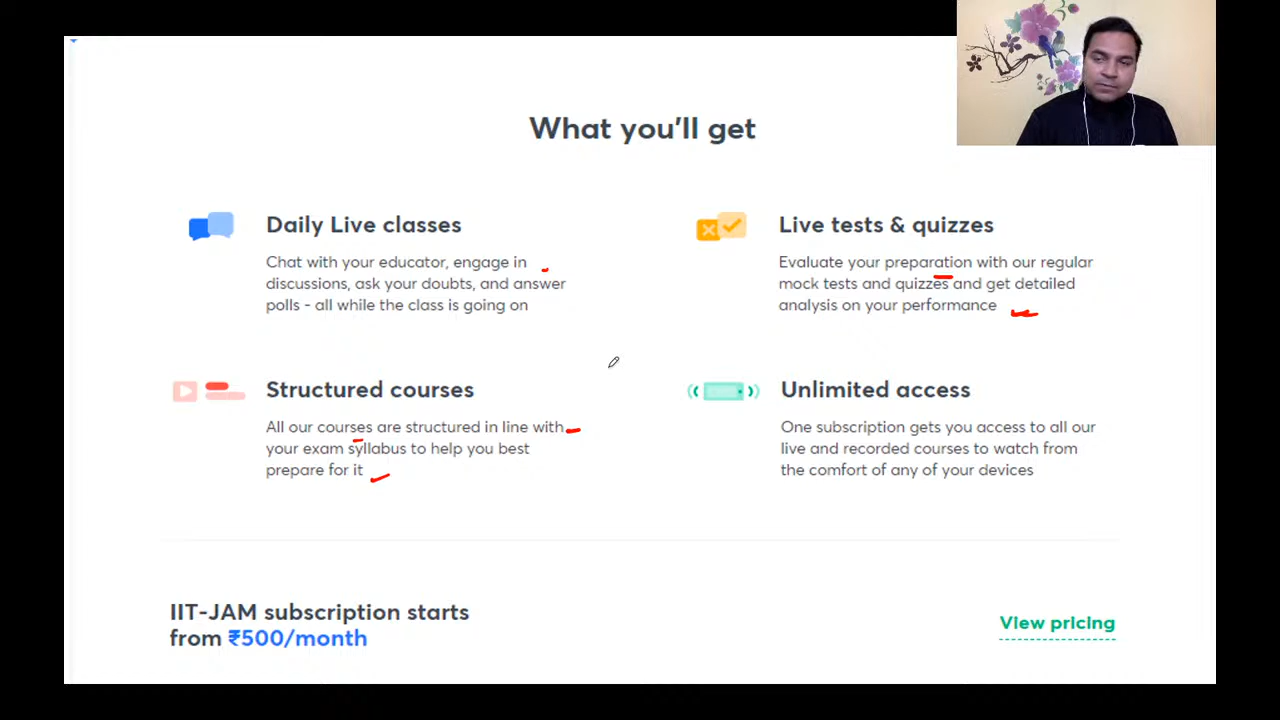 What you'll get
Daily Live classes
Chat with your educator, engage in
discussions, ask your doubts, and answer
polls - all while the class is going on
Live tests & quizzes
Evaluate your preparation with our regular
mock tests and quizzes and get detailed
analysis on your performance
Structured courses
All our courses are structured in line with
your exam syllabus to help you best
prepare for it
Unlimited access
One subscription gets you access to all our
live and recorded courses to watch from
the comfort of any of your devices
IIT-JAM subscription starts
from ₹500/month
View pricing